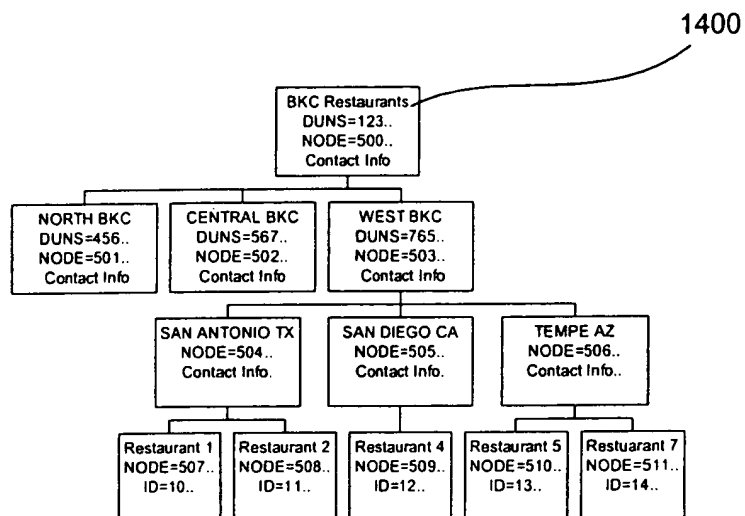 1400
BKC Restaurants
DUNS=123..
NODE=500..
Contact Info
NORTH BKC
DUNS=456..
NODE=501..
Contact Info
CENTRAL BKC
DUNS=567..
NODE=502..
Contact Info
WEST BKC
DUNS=765..
NODE=503..
Contact Info
SAN ANTONIO TX
NODE=504..
Contact Info.
SAN DIEGO CA
NODE=505..
Contact Info.
TEMPE AZ
NODE=506..
Contact Info..
Restaurant 1
NODE=507..
ID=10..
Restaurant 2
NODE=508..
ID=11..
Restaurant 4
NODE=509..
ID=12..
Restaurant 5
NODE=510..
ID=13..
Restuarant 7
NODE=511..
ID=14..